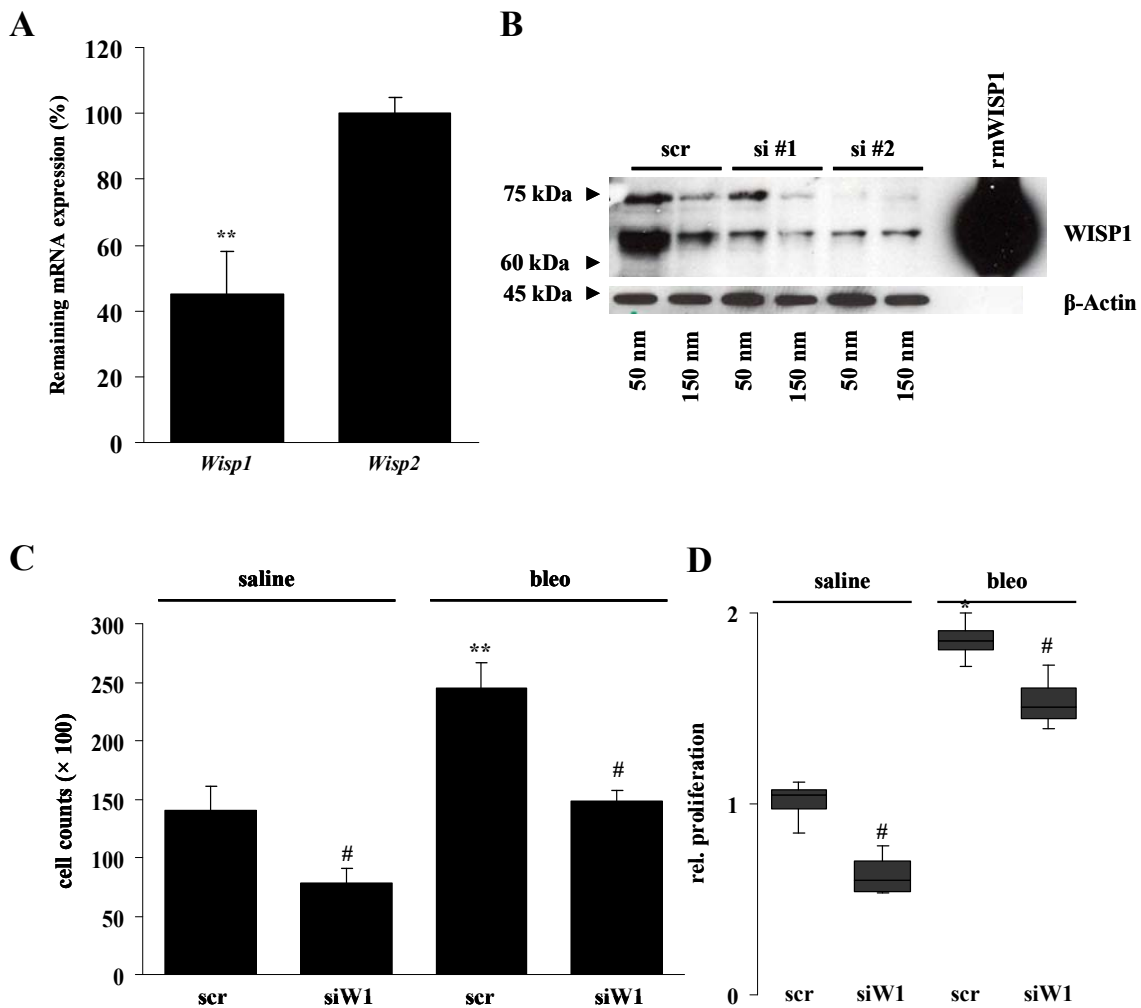 A
Remaining mRNA expression (%)
120
100
80
60
40
20
0
**
Wisp1
Wisp2
B
scr
si #1
si #2
rmWISP1
75 kDa
60 kDa
45 kDa
WISP1
β-Actin
50 nm
150 nm
50 nm
150 nm
50 nm
150 nm
C
saline
bleo
cell counts (× 100)
300
250
200
150
100
50
0
#
**
#
scr
siW1
scr
siW1
D
saline
bleo
rel. proliferation
2
1
0
#
*
#
scr
siW1
scr
siW1